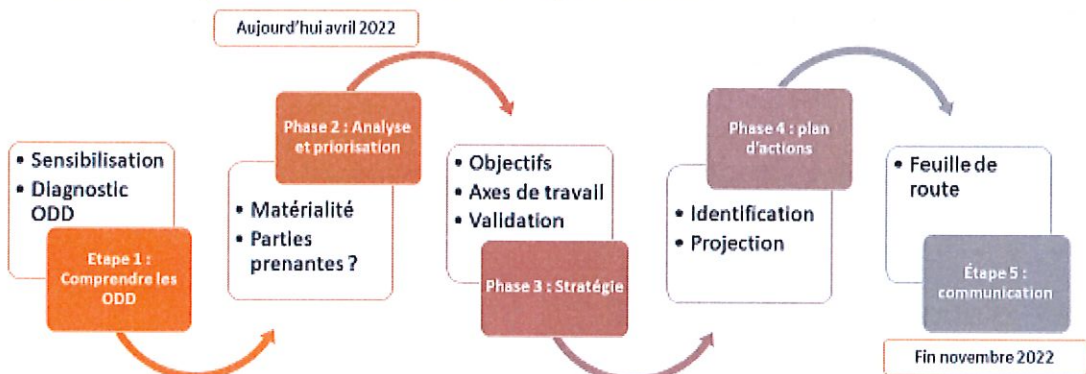 Aujourd'hui avril 2022
• Sensibilisation
• Diagnostic
ODD
Etape 1 :
Comprendre les
ODD
Phase 2 : Analyse
et priorisation
• Matérialité
• Parties
prenantes ?
• Objectifs
• Axes de travail
• Validation
Phase 3 : Stratégie
Phase 4 : plan
d'actions
• Identification
• Projection
• Feuille de
route
Étape 5 :
communication
Fin novembre 2022